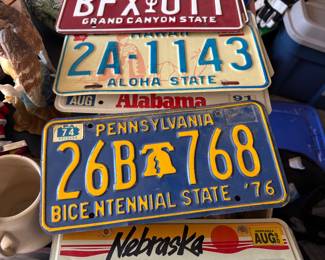 BFX 011
GRAND CANYON STATE
HAWAII
2A-1143
ALOHA STATE
AUG Alabama 91
74 PENNSYLVANIA
26B 768
BICENTENNIAL STATE '76
Nebraska AUG